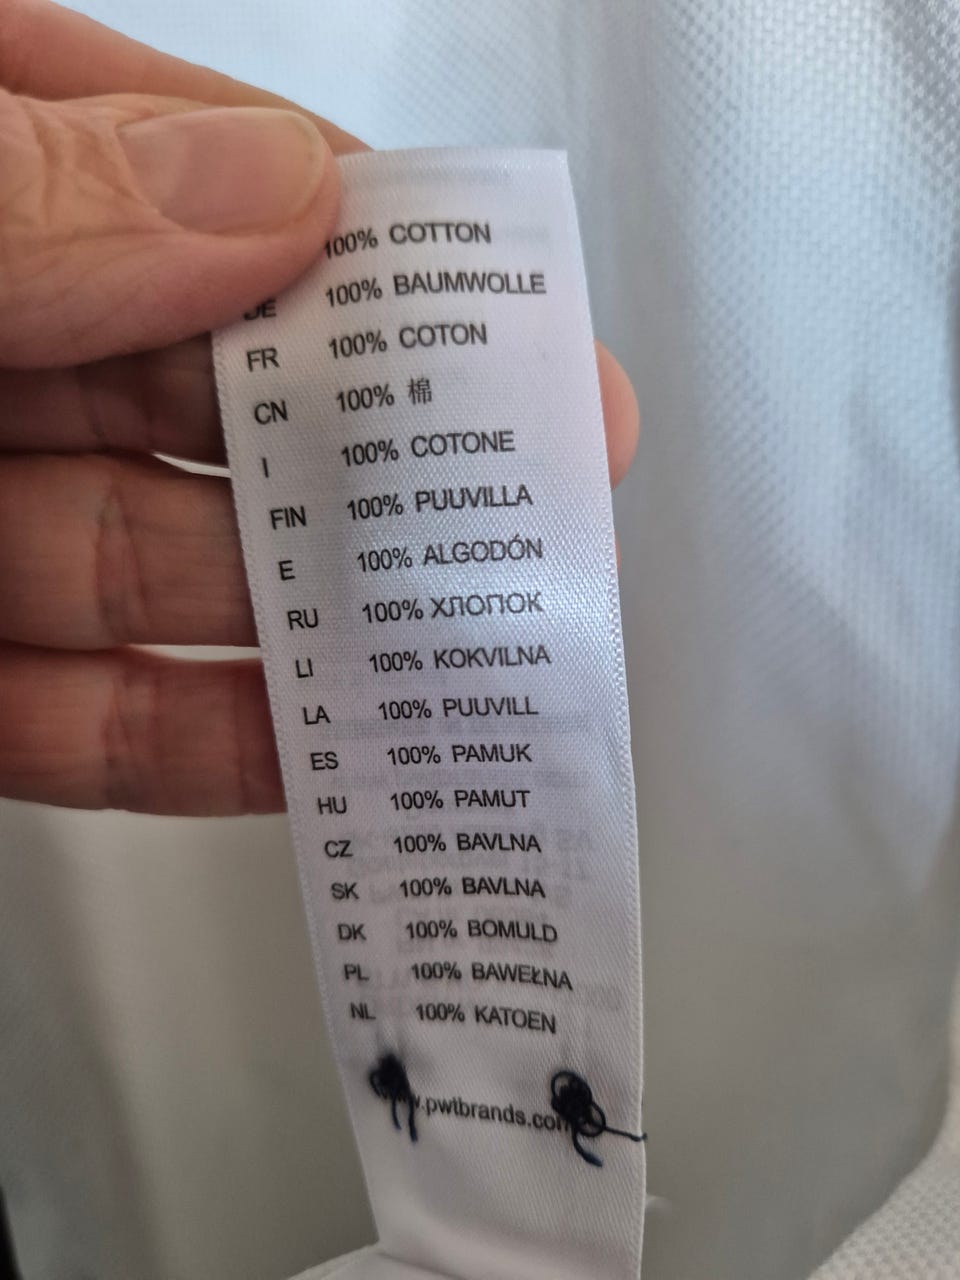 100% COTTON
DE 100% BAUMWOLLE
FR 100% COTON
CN 100% 棉
I 100% COTONE
FIN 100% PUUVILLA
E 100% ALGODÓN
RU 100% ХЛОПОК
LI 100% KOKVILNA
LA 100% PUUVILL
ES 100% PAMUK
HU 100% PAMUT
CZ 100% BAVLNA
SK 100% BAVLNA
DK 100% BOMULD
PL 100% BAWEŁNA
NL 100% KATOEN
www.pwtbrands.com